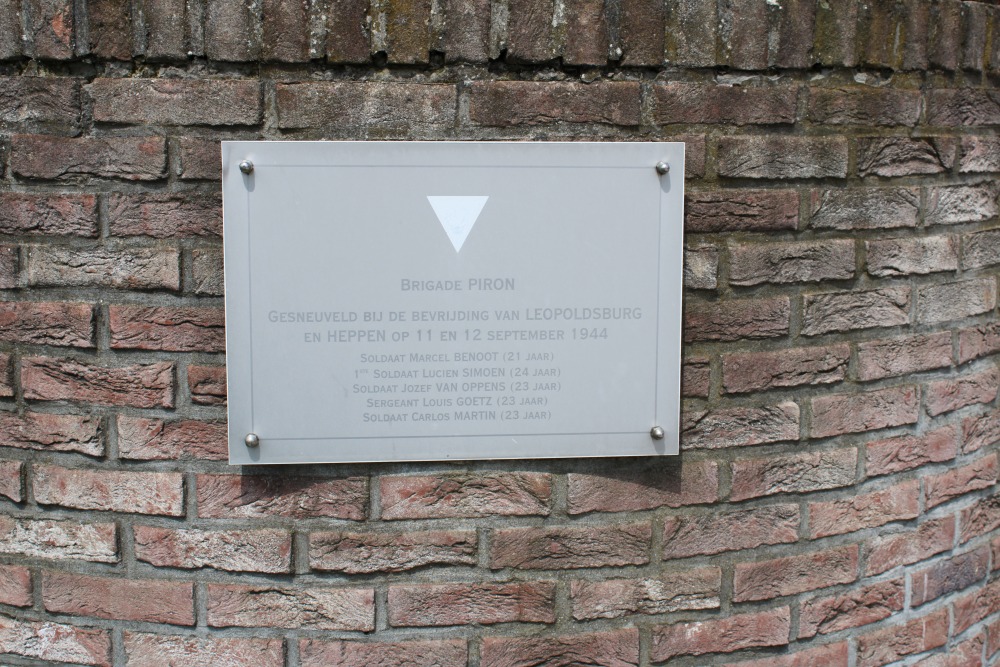 BRIGADE PIRON
GESNEUVELD BIJ DE BEVRIJDING VAN LEOPOLDSBURG
EN HEPPEN OP 11 EN 12 SEPTEMBER 1944
SOLDAAT MARCEL BENOOT (21 JAAR)
1STE SOLDAAT LUCIEN SIMOEN (24 JAAR)
SOLDAAT JOZEF VAN OPPENS (23 JAAR)
SERGEANT LOUIS GOETZ (23 JAAR)
SOLDAAT CARLOS MARTIN (23 JAAR)